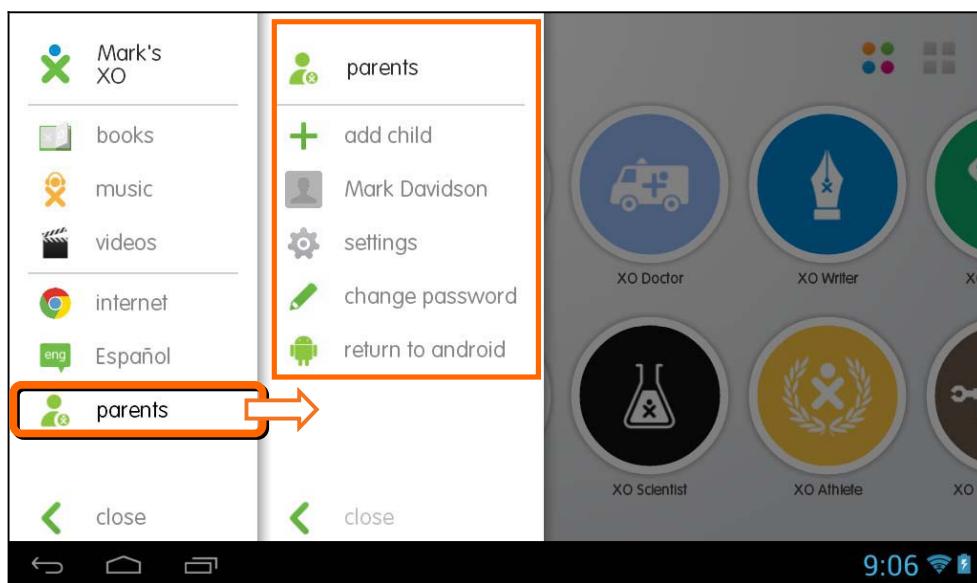 Mark's
XO
books
music
videos
internet
eng
Español
parents
close
parents
add child
Mark Davidson
settings
change password
return to android
close
XO Doctor
XO Writer
X
XO Scientist
XO Athlete
XO
9:06